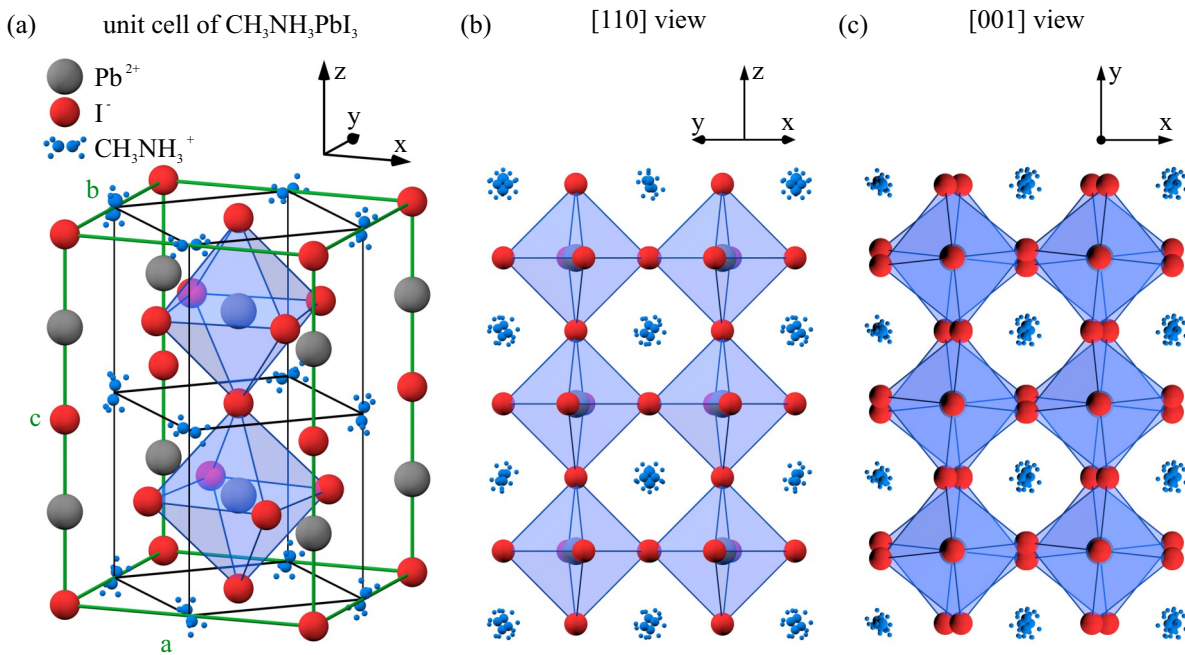 (a) unit cell of CH₃NH₃PbI₃
Pb²⁺
I⁻
CH₃NH₃⁺
z
y
x
b
c
a
(b) [110] view
z
y x
(c) [001] view
y
x